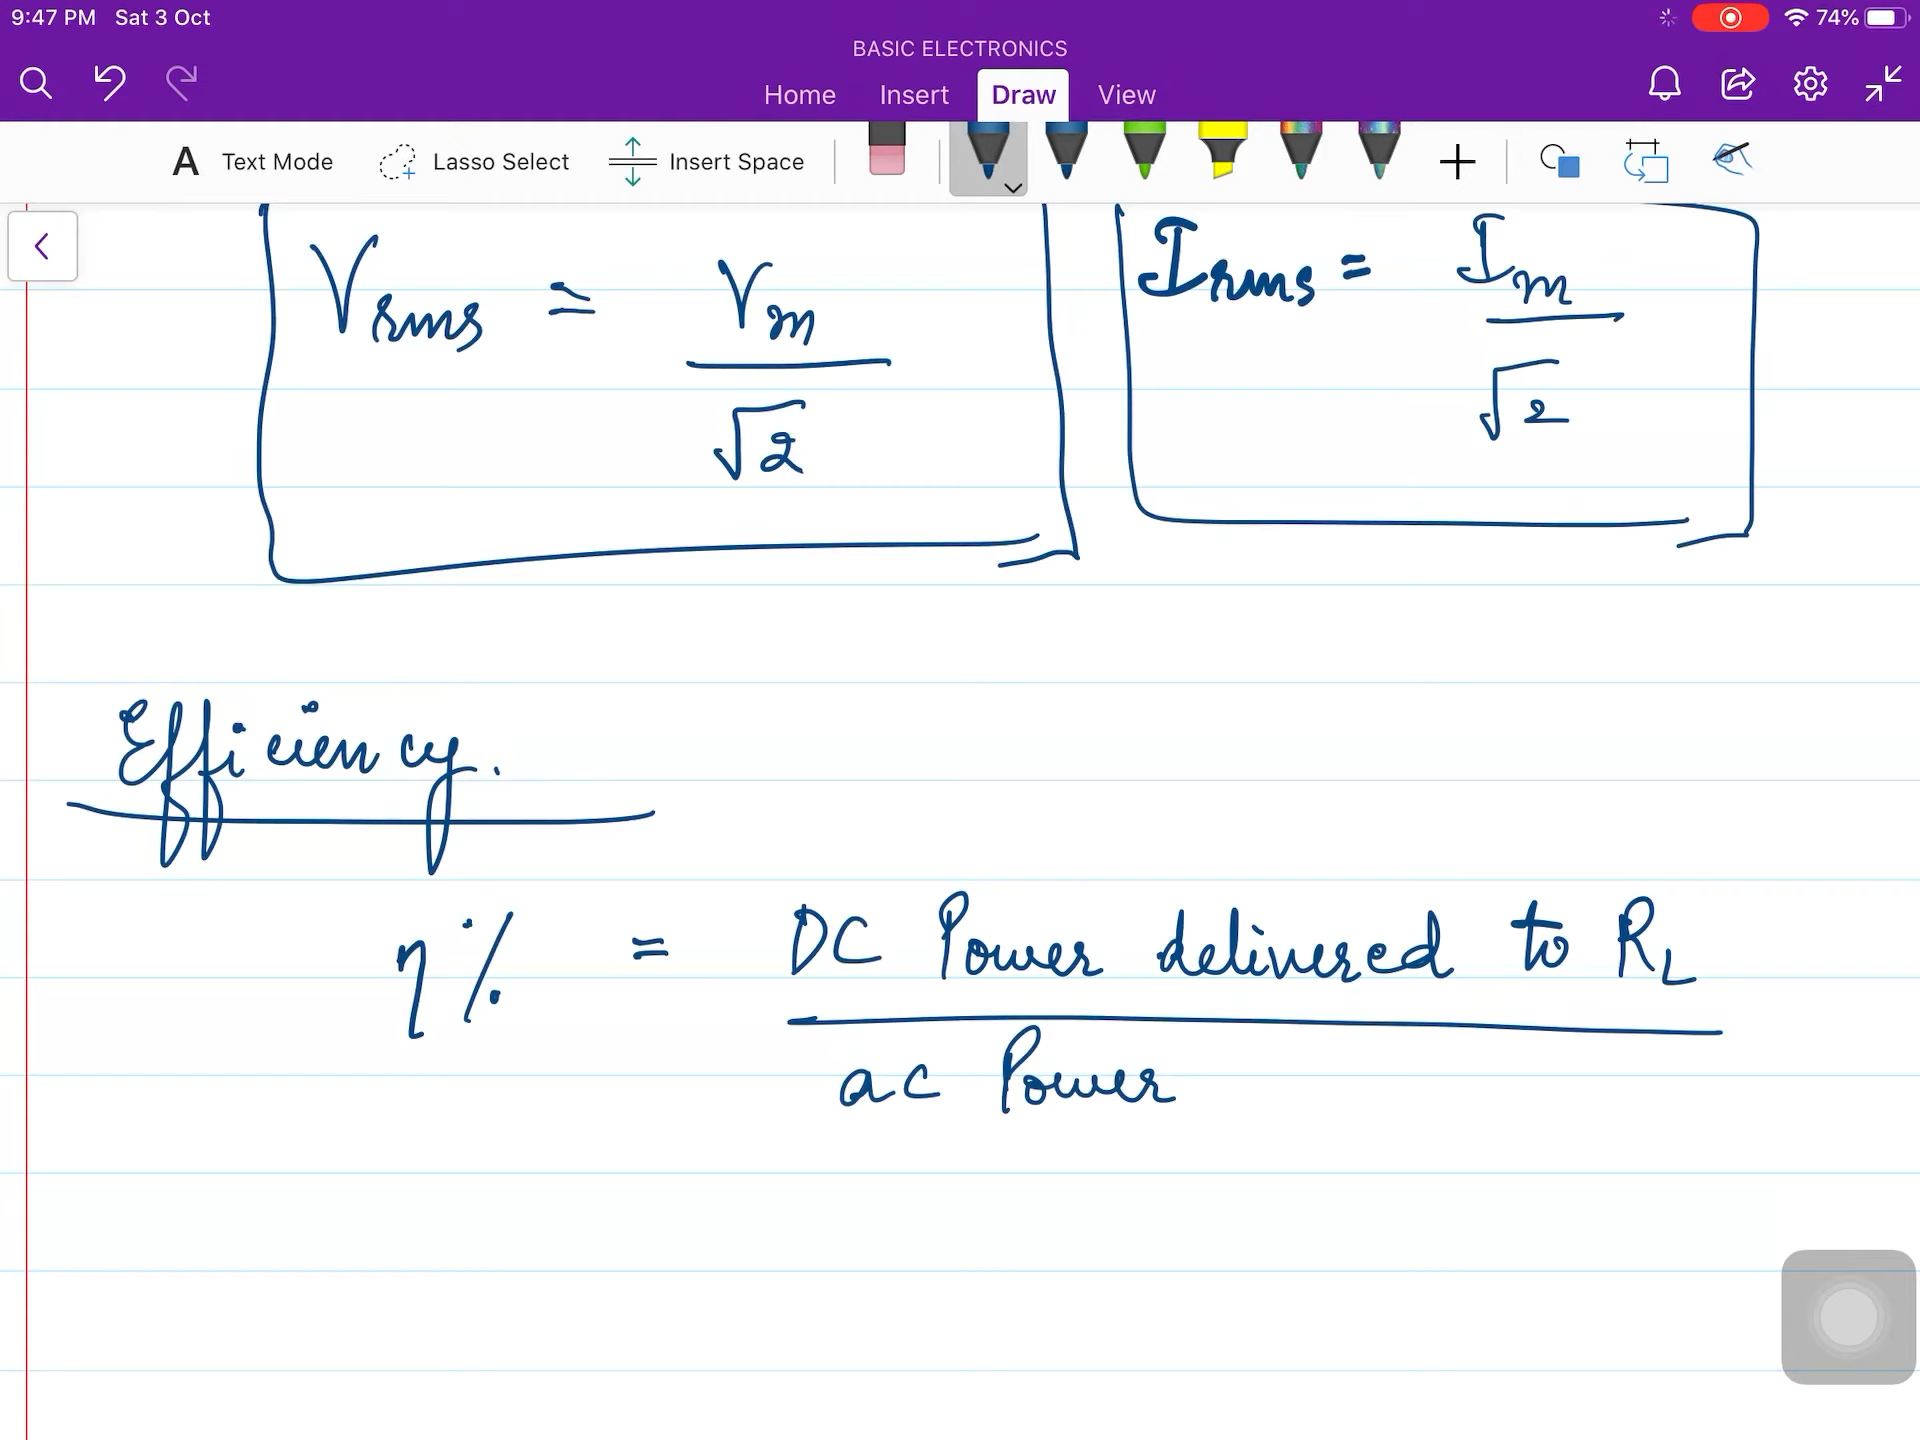 9:47 PM Sat 3 Oct
74%
BASIC ELECTRONICS
Home Insert Draw View
A Text Mode Lasso Select Insert Space
Vrms = Vm / √2
Irms = Im / √2
Efficiency.
η% = DC Power delivered to RL
ac Power